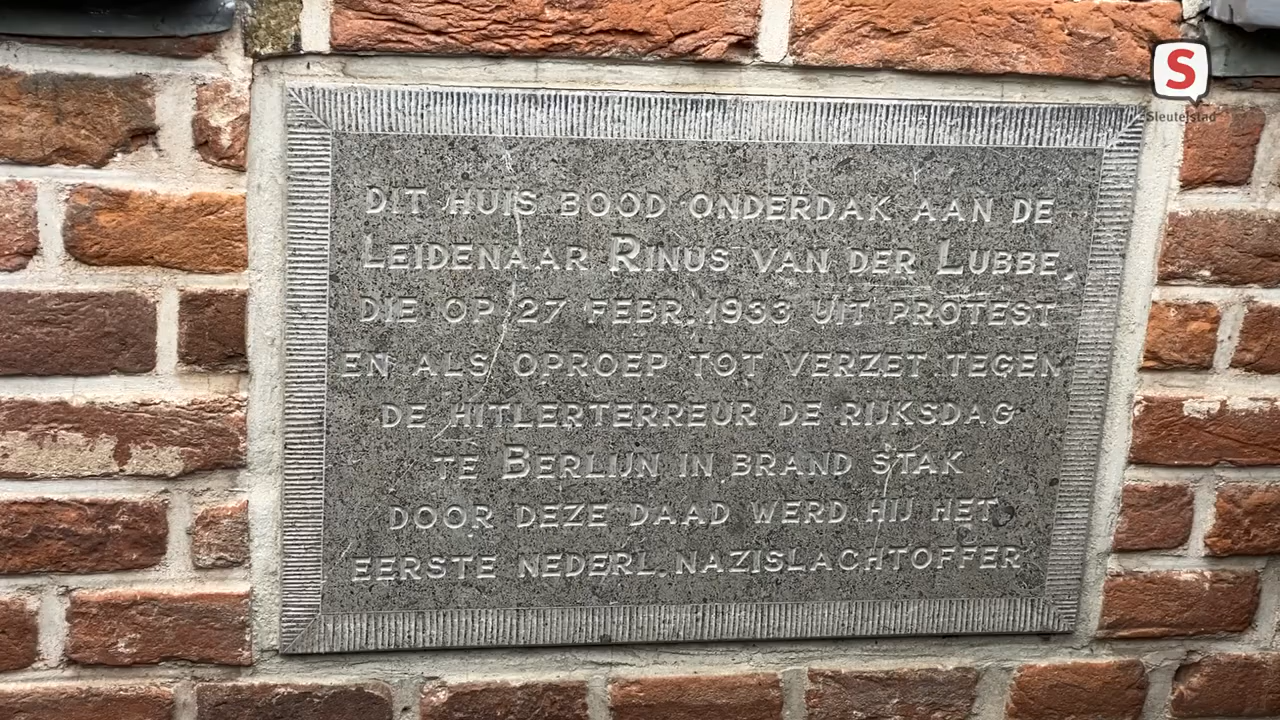 S
Sleutelstad
DIT HUIS BOOD ONDERDAK AAN DE
LEIDENAAR RINUS VAN DER LUBBE,
DIE OP 27 FEBR. 1933 UIT PROTEST
EN ALS OPROEP TOT VERZET TEGEN
DE HITLERTERREUR DE RIJKSDAG
TE BERLIJN IN BRAND STAK
DOOR DEZE DAAD WERD HIJ HET
EERSTE NEDERL. NAZISLACHTOFFER